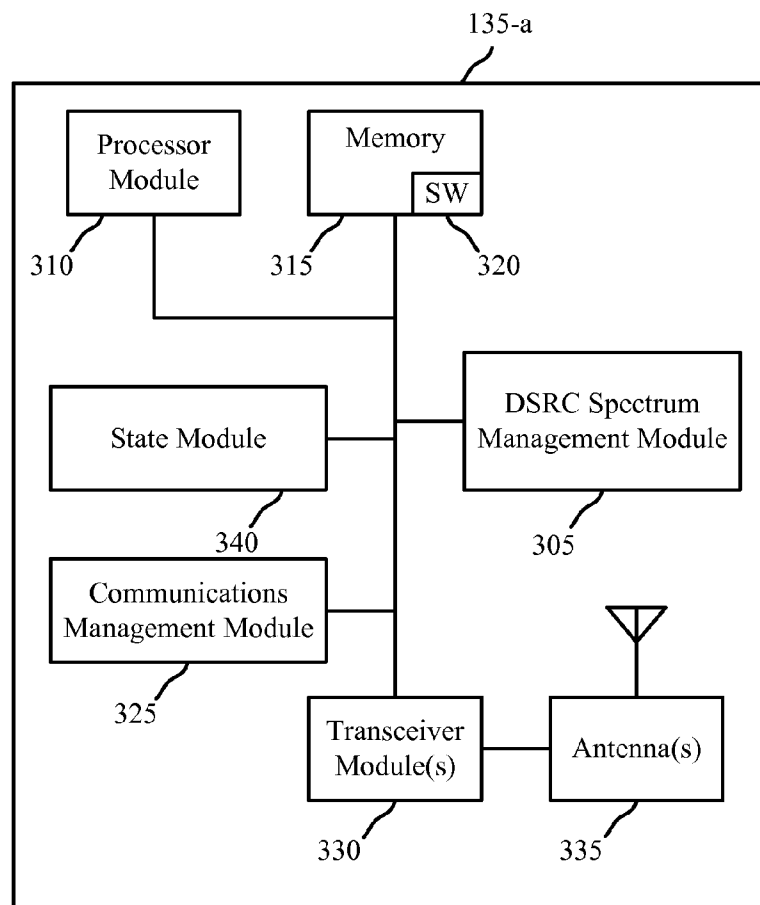 135-a
Processor
Module
310
Memory
SW
315
320
State Module
340
DSRC Spectrum
Management Module
305
Communications
Management Module
325
Transceiver
Module(s)
330
Antenna(s)
335